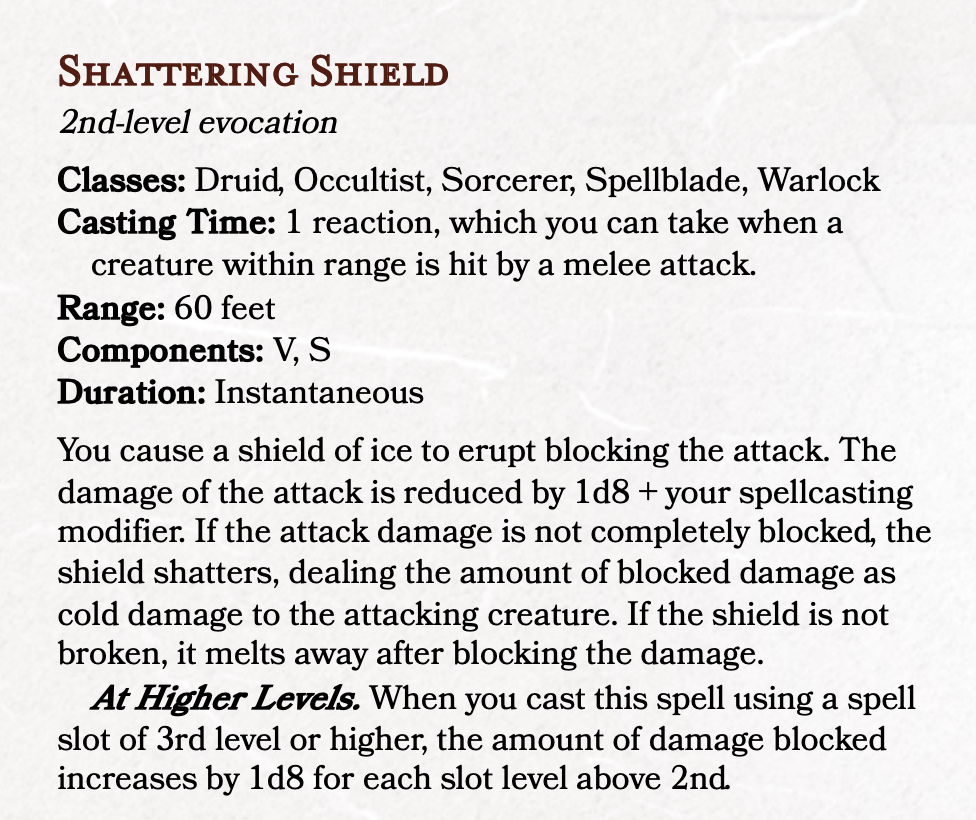 Shattering Shield
2nd-level evocation
Classes: Druid, Occultist, Sorcerer, Spellblade, Warlock
Casting Time: 1 reaction, which you can take when a
creature within range is hit by a melee attack.
Range: 60 feet
Components: V, S
Duration: Instantaneous
You cause a shield of ice to erupt blocking the attack. The
damage of the attack is reduced by 1d8 + your spellcasting
modifier. If the attack damage is not completely blocked, the
shield shatters, dealing the amount of blocked damage as
cold damage to the attacking creature. If the shield is not
broken, it melts away after blocking the damage.
At Higher Levels. When you cast this spell using a spell
slot of 3rd level or higher, the amount of damage blocked
increases by 1d8 for each slot level above 2nd.